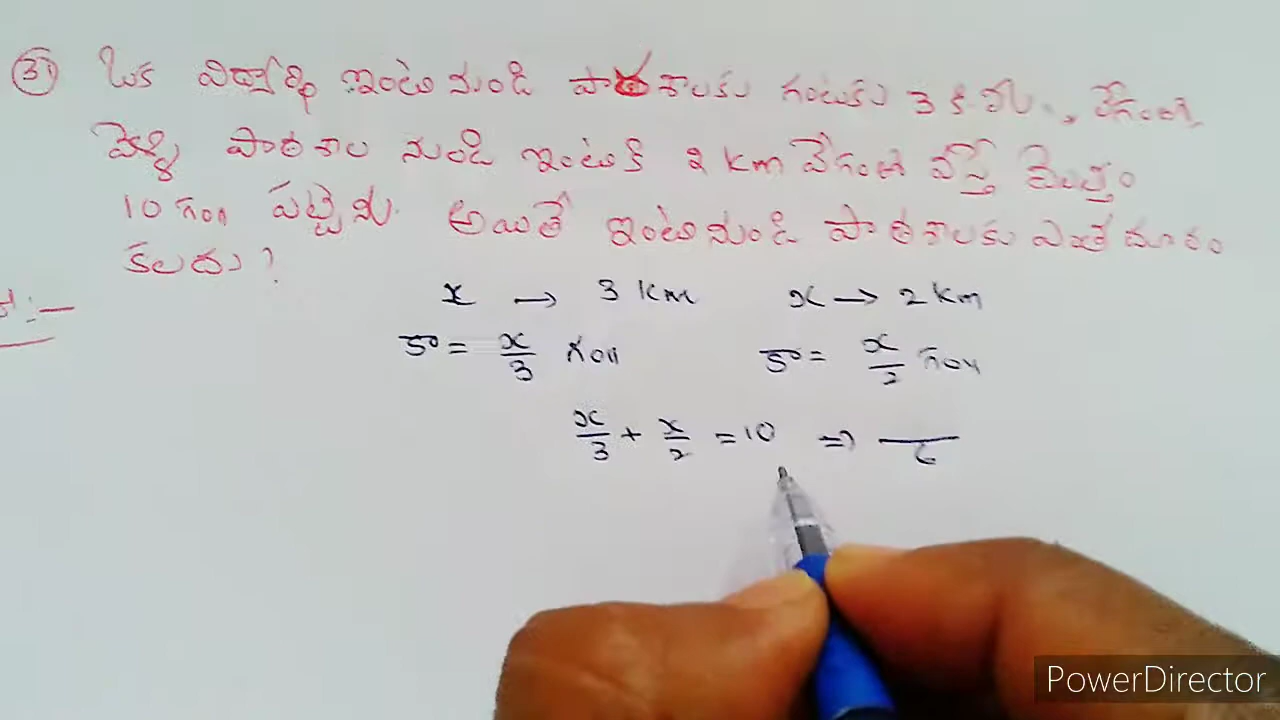 ③ ఒక విద్యార్థి ఇంటినుండి పాఠశాలకు గంటకు 3 కి.మీ., వేగంతో
వెళ్ళి పాఠశాల నుండి ఇంటికి 2 km వేగంతో వస్తే మొత్తం
10 గం॥ పట్టెను. అయితే ఇంటినుండి పాఠశాలకు ఎంత దూరం
కలదు?
x → 3 km x → 2 km
కా = x/3 గం॥ కా = x/2 గం॥
x/3 + x/2 = 10 ⇒ /6
PowerDirector